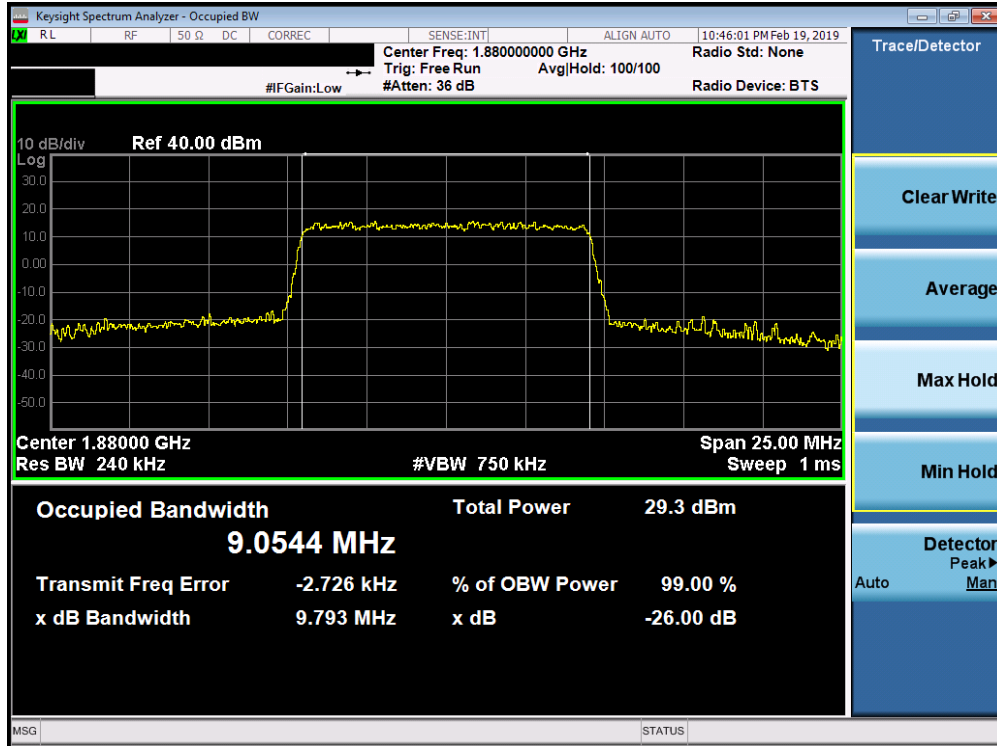 Keysight Spectrum Analyzer - Occupied BW
LXI RL RF 50 Ω DC CORREC SENSE:INT ALIGN AUTO 10:46:01 PM Feb 19, 2019
Center Freq: 1.880000000 GHz Radio Std: None
Trig: Free Run Avg|Hold: 100/100
#IFGain:Low #Atten: 36 dB Radio Device: BTS
Trace/Detector
10 dB/div Ref 40.00 dBm
Log
30.0
20.0
10.0
0.00
-10.0
-20.0
-30.0
-40.0
-50.0
Center 1.88000 GHz Span 25.00 MHz
Res BW 240 kHz #VBW 750 kHz Sweep 1 ms
Occupied Bandwidth Total Power 29.3 dBm
9.0544 MHz
Transmit Freq Error -2.726 kHz % of OBW Power 99.00 %
x dB Bandwidth 9.793 MHz x dB -26.00 dB
Clear Write
Average
Max Hold
Min Hold
Detector
Peak▶
Auto Man
MSG STATUS